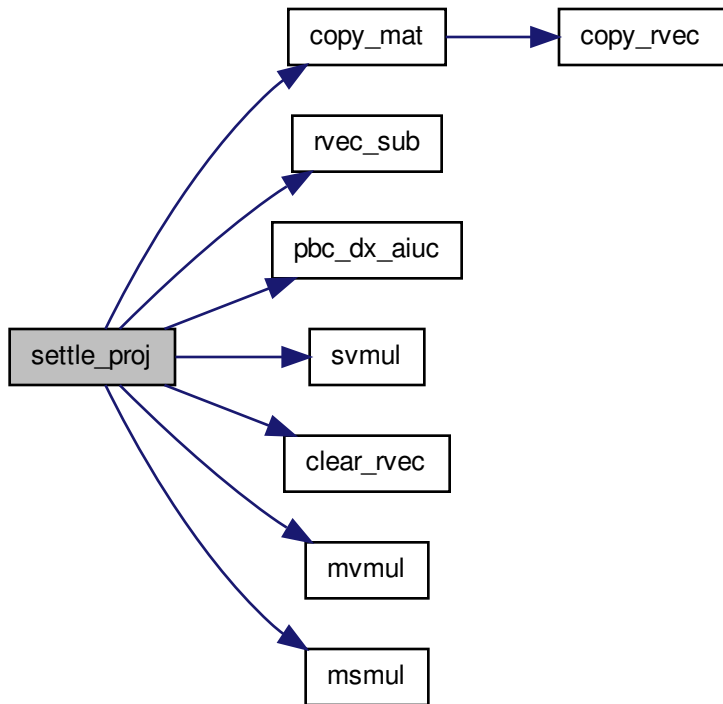 copy_mat
copy_rvec
rvec_sub
pbc_dx_aiuc
settle_proj
svmul
clear_rvec
mvmul
msmul